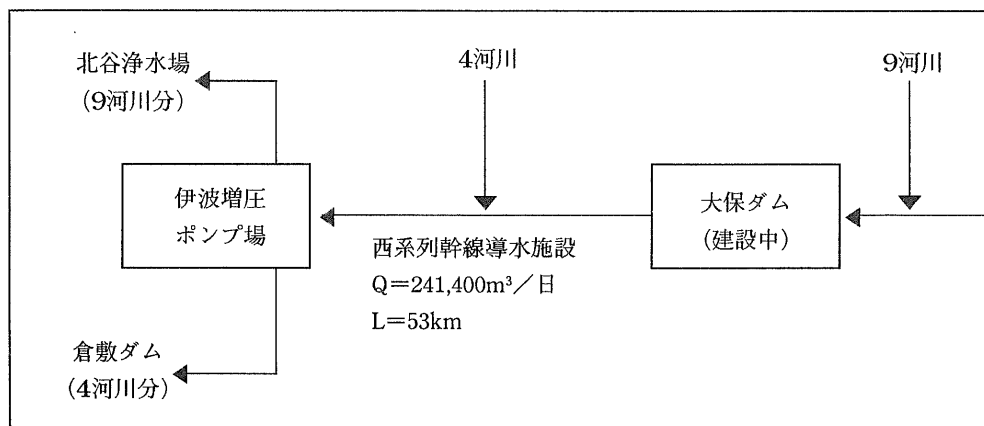 北谷浄水場
（9河川分）
4河川
9河川
伊波増圧
ポンプ場
大保ダム
（建設中）
西系列幹線導水施設
Q＝241,400m³／日
L＝53km
倉敷ダム
（4河川分）